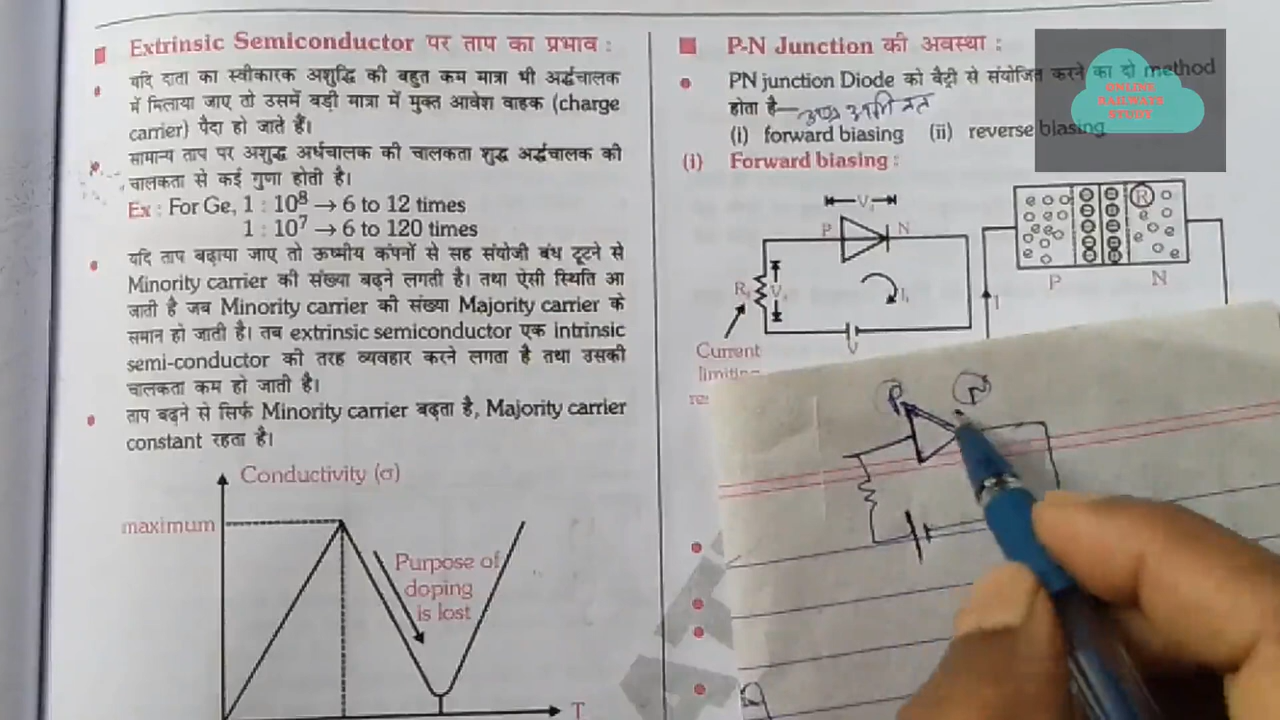 Extrinsic Semiconductor पर ताप का प्रभाव :
यदि दाता का स्वीकारक अशुद्धि की बहुत कम मात्रा भी अर्द्धचालक
में मिलाया जाए तो उसमें बड़ी मात्रा में मुक्त आवेश वाहक (charge
carrier) पैदा हो जाते हैं।
सामान्य ताप पर अशुद्ध अर्धचालक की चालकता शुद्ध अर्द्धचालक की
चालकता से कई गुणा होती है।
Ex : For Ge, 1 : 10⁸ → 6 to 12 times
1 : 10⁷ → 6 to 120 times
यदि ताप बढ़ाया जाए तो ऊष्मीय कंपनों से सह संयोजी बंध टूटने से
Minority carrier की संख्या बढ़ने लगती है। तथा ऐसी स्थिति आ
जाती है जब Minority carrier की संख्या Majority carrier के
समान हो जाती है। तब extrinsic semiconductor एक intrinsic
semi-conductor की तरह व्यवहार करने लगता है तथा उसकी
चालकता कम हो जाती है।
ताप बढ़ने से सिर्फ Minority carrier बढ़ता है, Majority carrier
constant रहता है।
Conductivity (σ)
maximum
Purpose of
doping
is lost
T
P-N Junction की अवस्था :
PN junction Diode को बैट्री से संयोजित करने का दो method
होता है—
(i) forward biasing (ii) reverse biasing
(i) Forward biasing :
P N
Current
limiting
P N
I
P N
ONLINE
RAILWAYS
STUDY